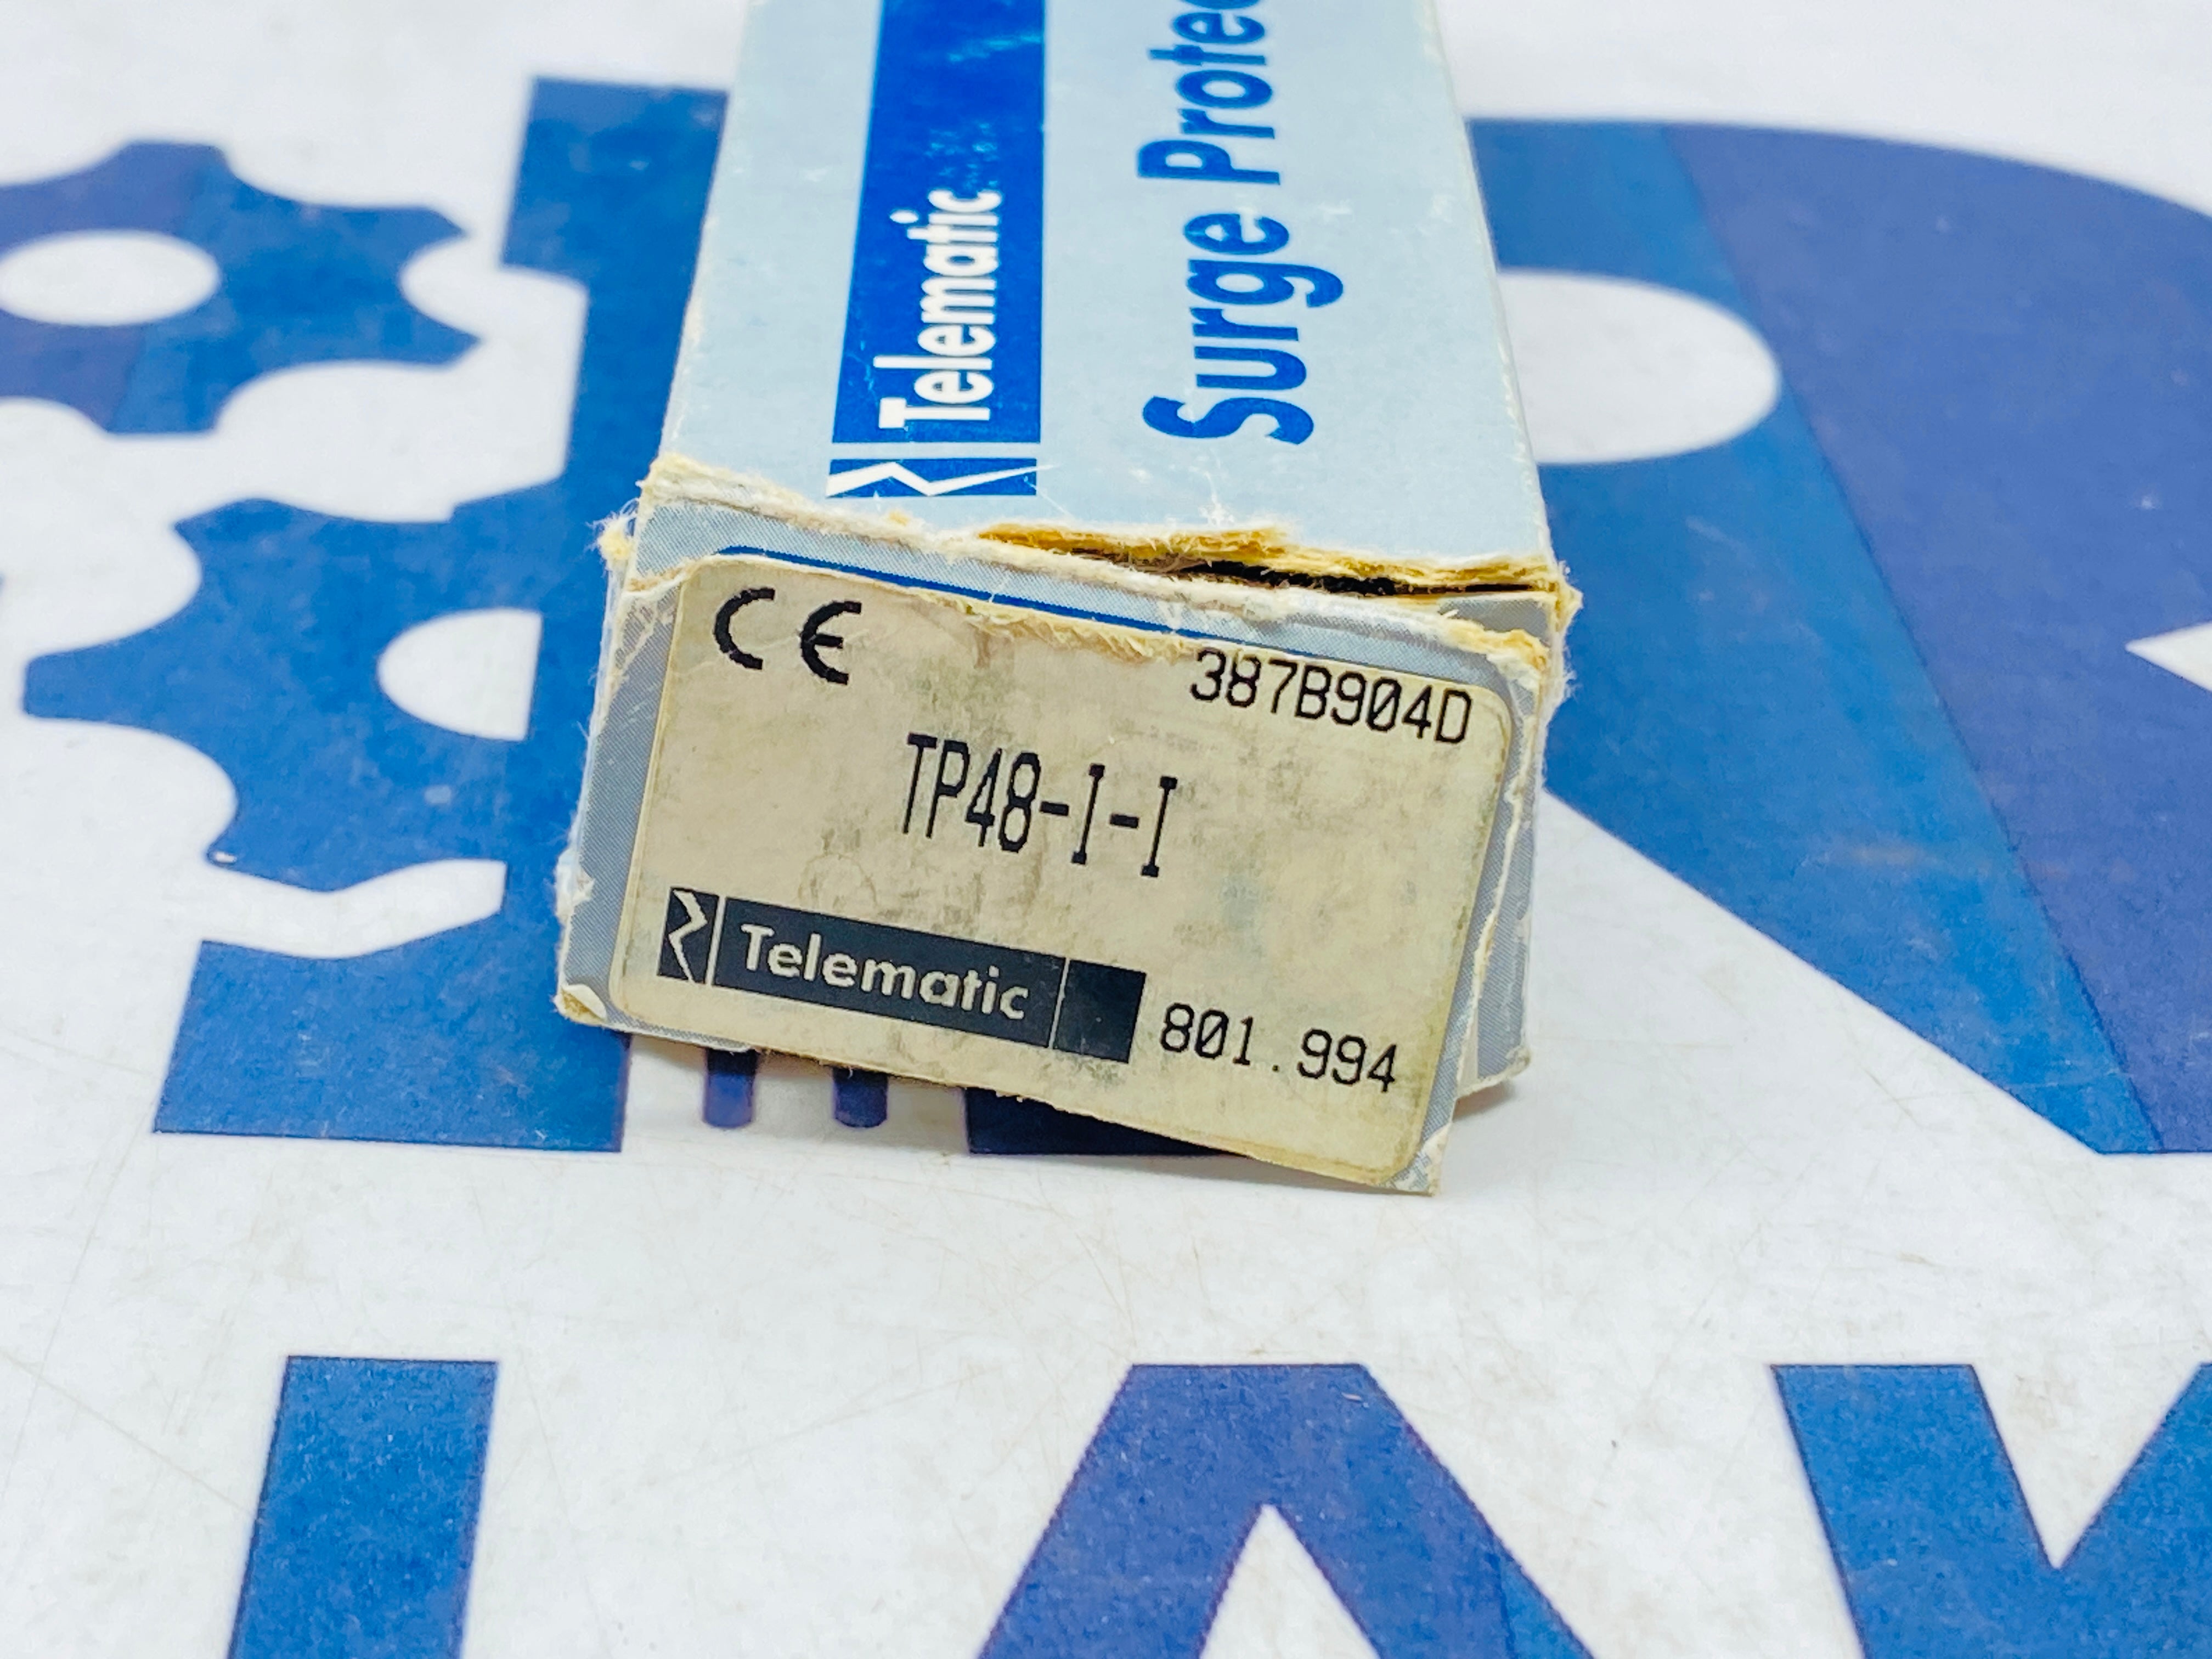 Telematic
Surge Protec
CE
387B904D
TP48-I-I
Telematic
801.994